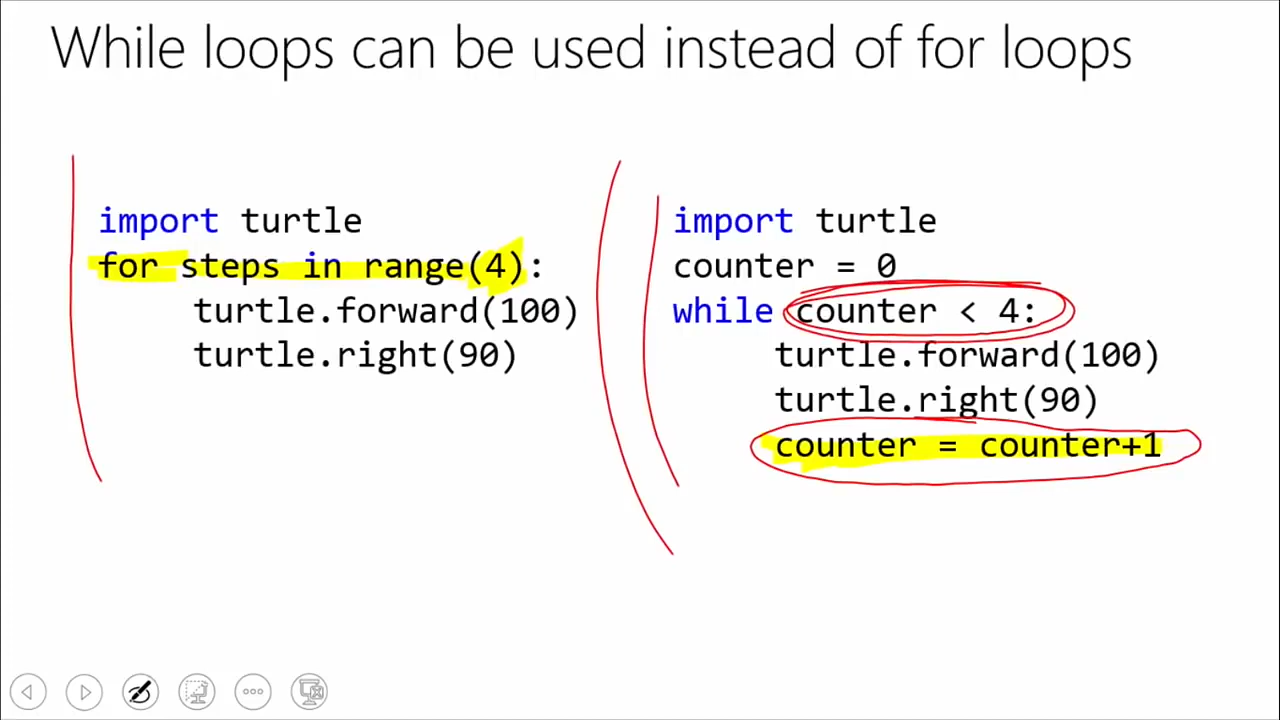 While loops can be used instead of for loops
import turtle
for steps in range(4):
    turtle.forward(100)
    turtle.right(90)
import turtle
counter = 0
while counter < 4:
    turtle.forward(100)
    turtle.right(90)
    counter = counter+1